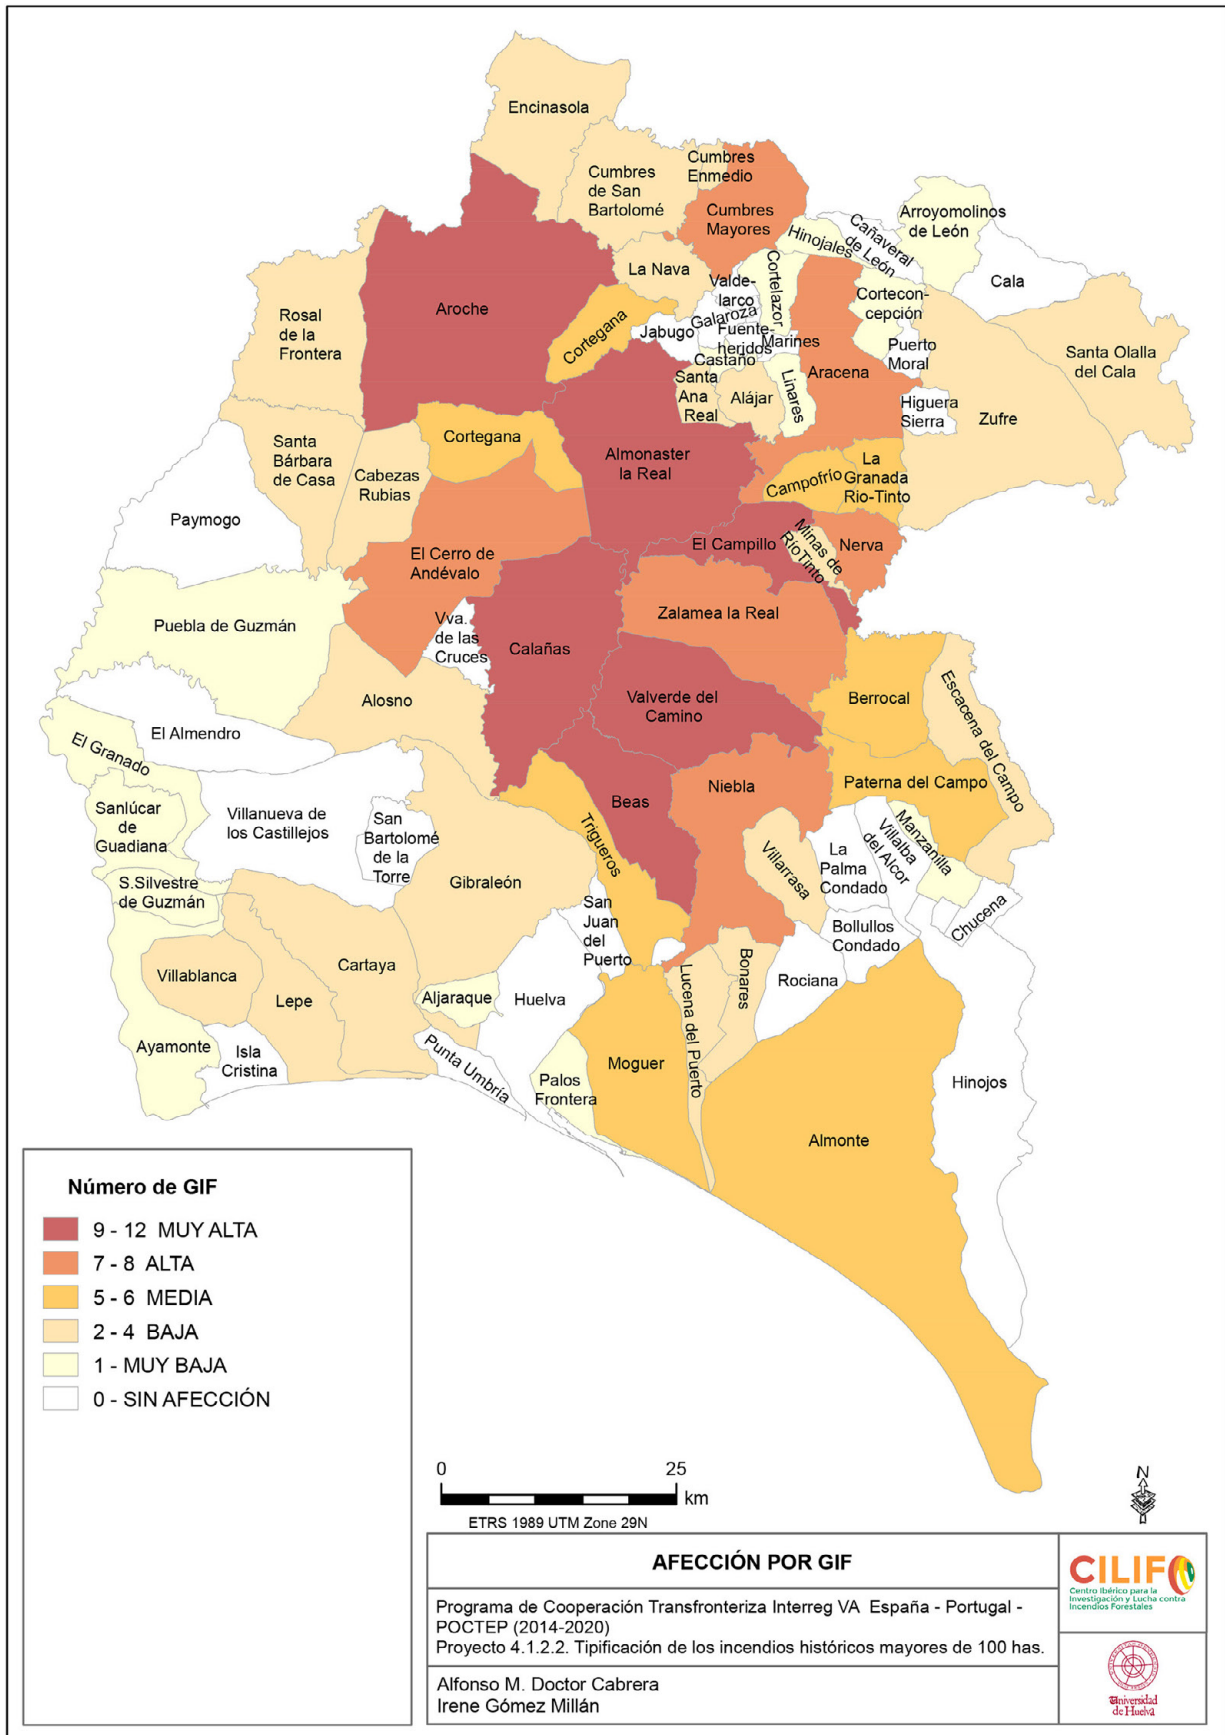 Encinasola
Cumbres
de San
Bartolomé
Cumbres
Enmedio
Cumbres
Mayores
Arroyomolinos
de León
Cañaveral
de León
Hinojales
Cala
La Nava
Aroche
Rosal
de la
Frontera
Cortegana
Valde-
larco
Cortelazor
Cortecon-
cepción
Jabugo
Galaroza
Fuente-
heridos
Marines
Castaño
Puerto
Moral
Santa Olalla
del Cala
Santa
Ana
Real
Alájar
Linares
Aracena
Higuera
Sierra
Zufre
Santa
Bárbara
de Casa
Cabezas
Rubias
Cortegana
Almonaster
la Real
Campofrío
La
Granada
Rio-Tinto
Paymogo
El Cerro de
Andévalo
El Campillo
Minas de
RíoTinto
Nerva
Puebla de Guzmán
Vva.
de las
Cruces
Calañas
Zalamea la Real
Alosno
Valverde del
Camino
Berrocal
Escacena del Campo
El Almendro
El Granado
Sanlúcar
de
Guadiana
Villanueva de
los Castillejos
San
Bartolomé
de la
Torre
Beas
Niebla
Paterna del Campo
Trigueros
Villarrasa
La
Palma
Condado
Villalba
del Alcor
Manzanilla
S.Silvestre
de Guzmán
Gibraleón
San
Juan
del
Puerto
Bollullos
Condado
Chucena
Villablanca
Lepe
Cartaya
Aljaraque
Huelva
Lucena del Puerto
Bonares
Rociana
Ayamonte
Isla
Cristina
Punta Umbría
Palos
Frontera
Moguer
Almonte
Hinojos
Número de GIF
9 - 12 MUY ALTA
7 - 8 ALTA
5 - 6 MEDIA
2 - 4 BAJA
1 - MUY BAJA
0 - SIN AFECCIÓN
0 25
km
ETRS 1989 UTM Zone 29N
N
AFECCIÓN POR GIF
Programa de Cooperación Transfronteriza Interreg VA España - Portugal -
POCTEP (2014-2020)
Proyecto 4.1.2.2. Tipificación de los incendios históricos mayores de 100 has.
Alfonso M. Doctor Cabrera
Irene Gómez Millán
CILIFO
Centro Ibérico para la
Investigación y Lucha contra
Incendios Forestales
Universidad
de Huelva